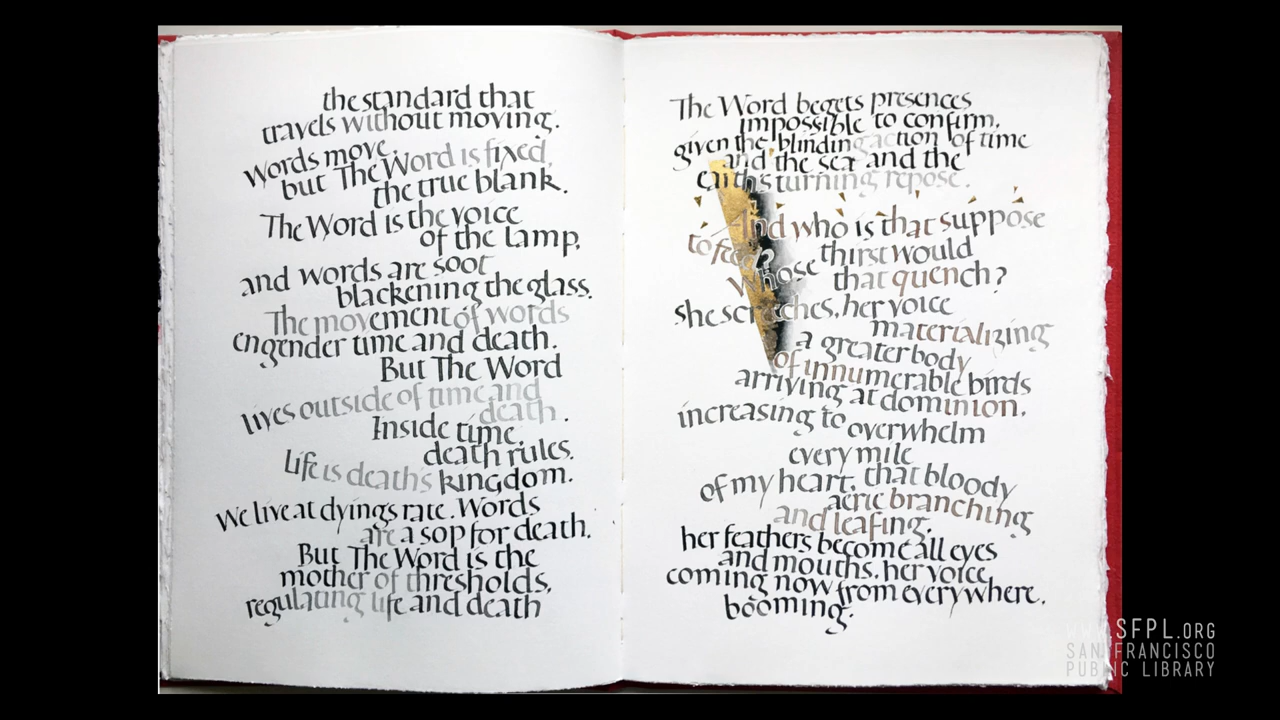 the standard that
travels without moving.
words move,
but The Word is fixed,
the true blank.
The Word is the voice
of the lamp,
and words are soot
blackening the glass.
The movement of words
engender time and death.
But The Word
lives outside of time and
death.
Inside time,
death rules.
Life is death's kingdom.
We live at dyings rate. Words
are a sop for death.
But The Word is the
mother of thresholds,
regulating life and death
The Word begets presences
impossible to confirm,
given the blinding action of time
and the sea and the
earth's turning repose.
And who is that suppose
to feed?
thirst would
Whose that quench?
she scratches, her voice
materializing
a greater body
of innumerable birds
arriving at dominion.
increasing to overwhelm
every mile
of my heart, that bloody
aerie branching
and leafing.
her feathers become all eyes
and mouths. her voice
coming now from everywhere.
booming.
WWW.SFPL.ORG
SAN FRANCISCO
PUBLIC LIBRARY